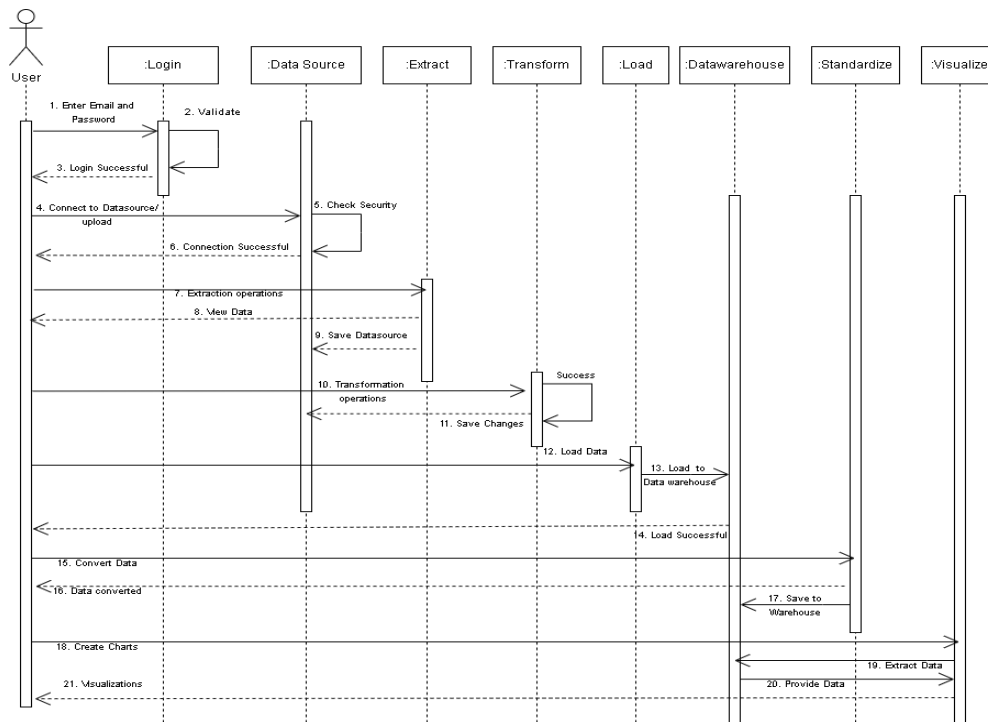 User
:Login
:Data Source
:Extract
:Transform
:Load
:Datawarehouse
:Standardize
:Visualize
1. Enter Email and
Password
2. Validate
3. Login Successful
4. Connect to Datasource/
upload
5. Check Security
6. Connection Successful
7. Extraction operations
8. View Data
9. Save Datasource
Success
10. Transformation
operations
11. Save Changes
12. Load Data
13. Load to
Data warehouse
14. Load Successful
15. Convert Data
16. Data converted
17. Save to
Warehouse
18. Create Charts
19. Extract Data
20. Provide Data
21. Visualizations